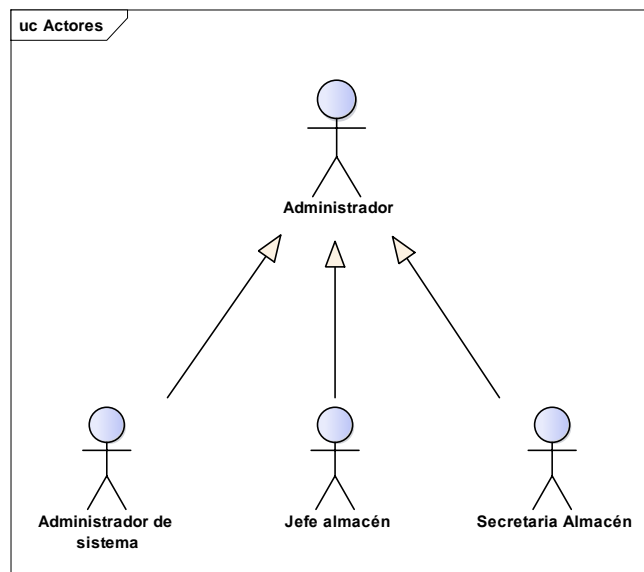 uc Actores
Administrador
Administrador de
sistema
Jefe almacén
Secretaria Almacén